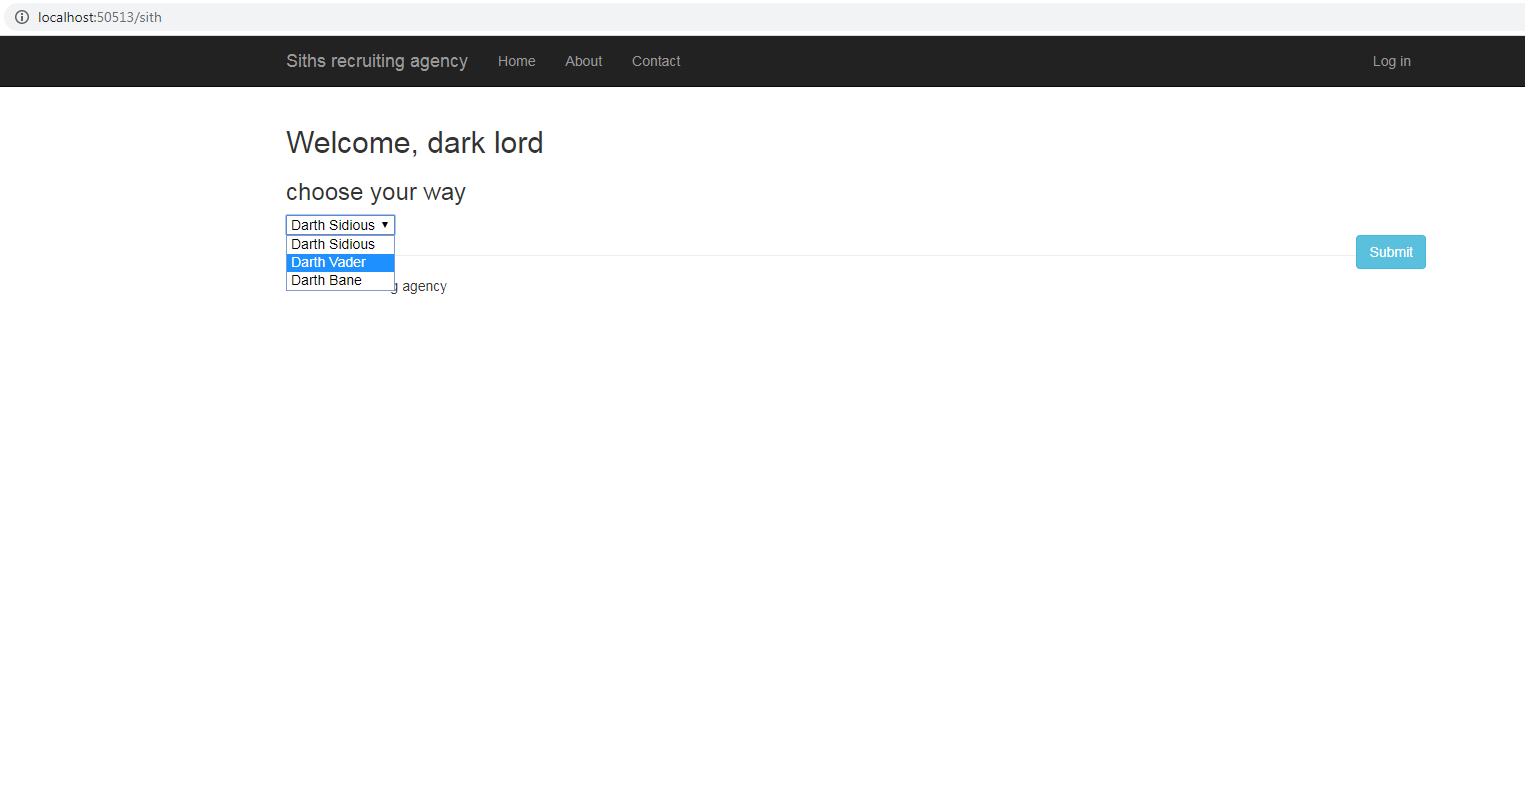 localhost:50513/sith
Siths recruiting agency Home About Contact Log in
Welcome, dark lord
choose your way
Darth Sidious
Darth Sidious
Darth Vader
Darth Bane
Submit
agency